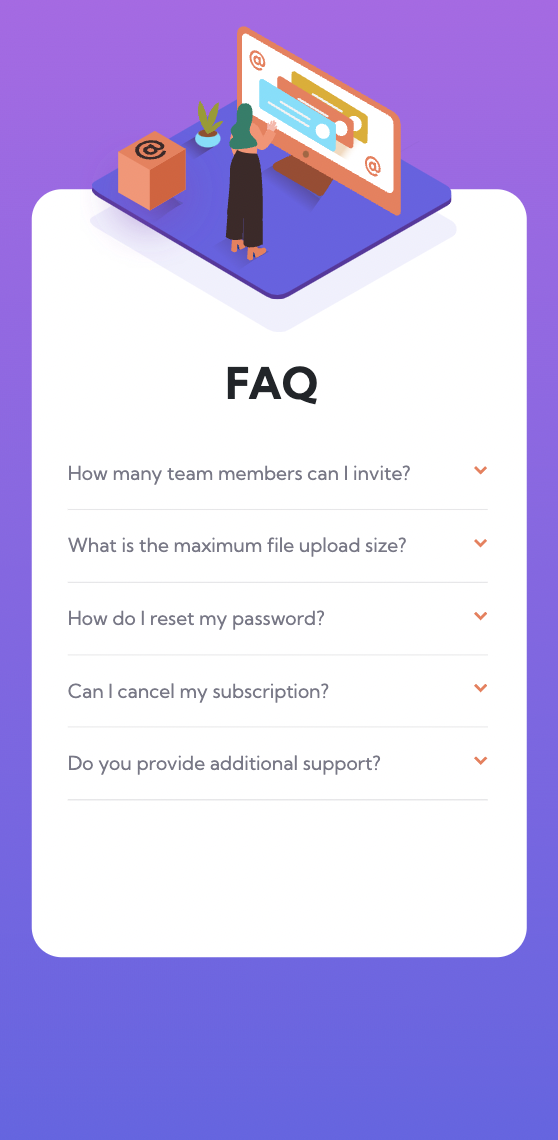 @
@
@
FAQ
How many team members can I invite?
What is the maximum file upload size?
How do I reset my password?
Can I cancel my subscription?
Do you provide additional support?